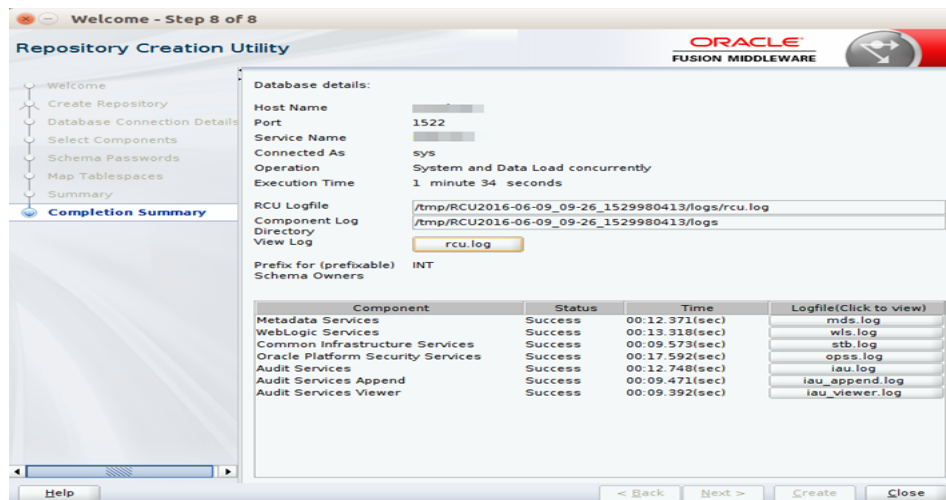 Welcome - Step 8 of 8
Repository Creation Utility
ORACLE
FUSION MIDDLEWARE
Welcome
Create Repository
Database Connection Details
Select Components
Schema Passwords
Map Tablespaces
Summary
Completion Summary
Database details:
Host Name
Port 1522
Service Name
Connected As sys
Operation System and Data Load concurrently
Execution Time 1 minute 34 seconds
RCU Logfile /tmp/RCU2016-06-09_09-26_1529980413/logs/rcu.log
Component Log Directory /tmp/RCU2016-06-09_09-26_1529980413/logs
View Log rcu.log
Prefix for (prefixable) Schema Owners INT
Component Status Time Logfile(Click to view)
Metadata Services Success 00:12.371(sec) mds.log
WebLogic Services Success 00:13.318(sec) wls.log
Common Infrastructure Services Success 00:09.573(sec) stb.log
Oracle Platform Security Services Success 00:17.592(sec) opss.log
Audit Services Success 00:12.748(sec) iau.log
Audit Services Append Success 00:09.471(sec) iau_append.log
Audit Services Viewer Success 00:09.392(sec) iau_viewer.log
Help < Back Next > Create Close